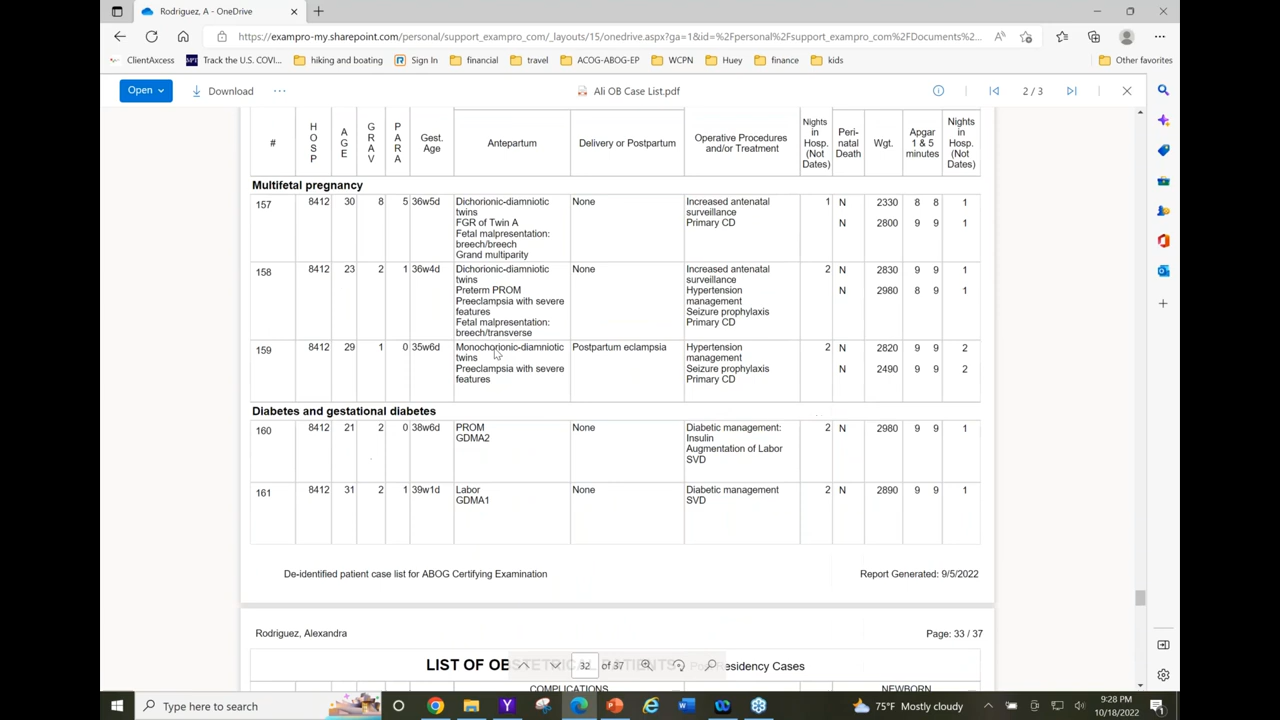 Rodriguez, A - OneDrive
https://exampro-my.sharepoint.com/personal/support_exampro_com/_layouts/15/onedrive.aspx?ga=1&id=%2Fpersonal%2Fsupport_exampro_com%2FDocuments%2...
ClientAxcess Track the U.S. COVI... hiking and boating Sign In financial travel ACOG-ABOG-EP WCPN Huey finance kids Other favorites
Open Download ... Ali OB Case List.pdf 2 / 3
# HOSP AGE GRAV PARA Gest. Age Antepartum Delivery or Postpartum Operative Procedures and/or Treatment Nights in Hosp. (Not Dates) Peri-natal Death Wgt. Apgar 1 & 5 minutes Nights in Hosp. (Not Dates)
Multifetal pregnancy
157 8412 30 8 5 36w5d Dichorionic-diamniotic None Increased antenatal 1 N 2330 8 8 1
twins surveillance
FGR of Twin A Primary CD N 2800 9 9 1
Fetal malpresentation:
breech/breech
Grand multiparity
158 8412 23 2 1 36w4d Dichorionic-diamniotic None Increased antenatal 2 N 2830 9 9 1
twins surveillance
Preterm PROM Hypertension N 2980 8 9 1
Preeclampsia with severe management
features Seizure prophylaxis
Fetal malpresentation: Primary CD
breech/transverse
159 8412 29 1 0 35w6d Monochorionic-diamniotic Postpartum eclampsia Hypertension 2 N 2820 9 9 2
twins management
Preeclampsia with severe Seizure prophylaxis N 2490 9 9 2
features Primary CD
Diabetes and gestational diabetes
160 8412 21 2 0 38w6d PROM None Diabetic management: 2 N 2980 9 9 1
GDMA2 Insulin
Augmentation of Labor
SVD
161 8412 31 2 1 39w1d Labor None Diabetic management 2 N 2890 9 9 1
GDMA1 SVD
De-identified patient case list for ABOG Certifying Examination Report Generated: 9/5/2022
Rodriguez, Alexandra Page: 33 / 37
LIST OF OBSTETRICAL PATIENTS Residency Cases
32 of 37
COMPLICATIONS NEWBORN
Type here to search 75°F Mostly cloudy 9:28 PM
10/18/2022